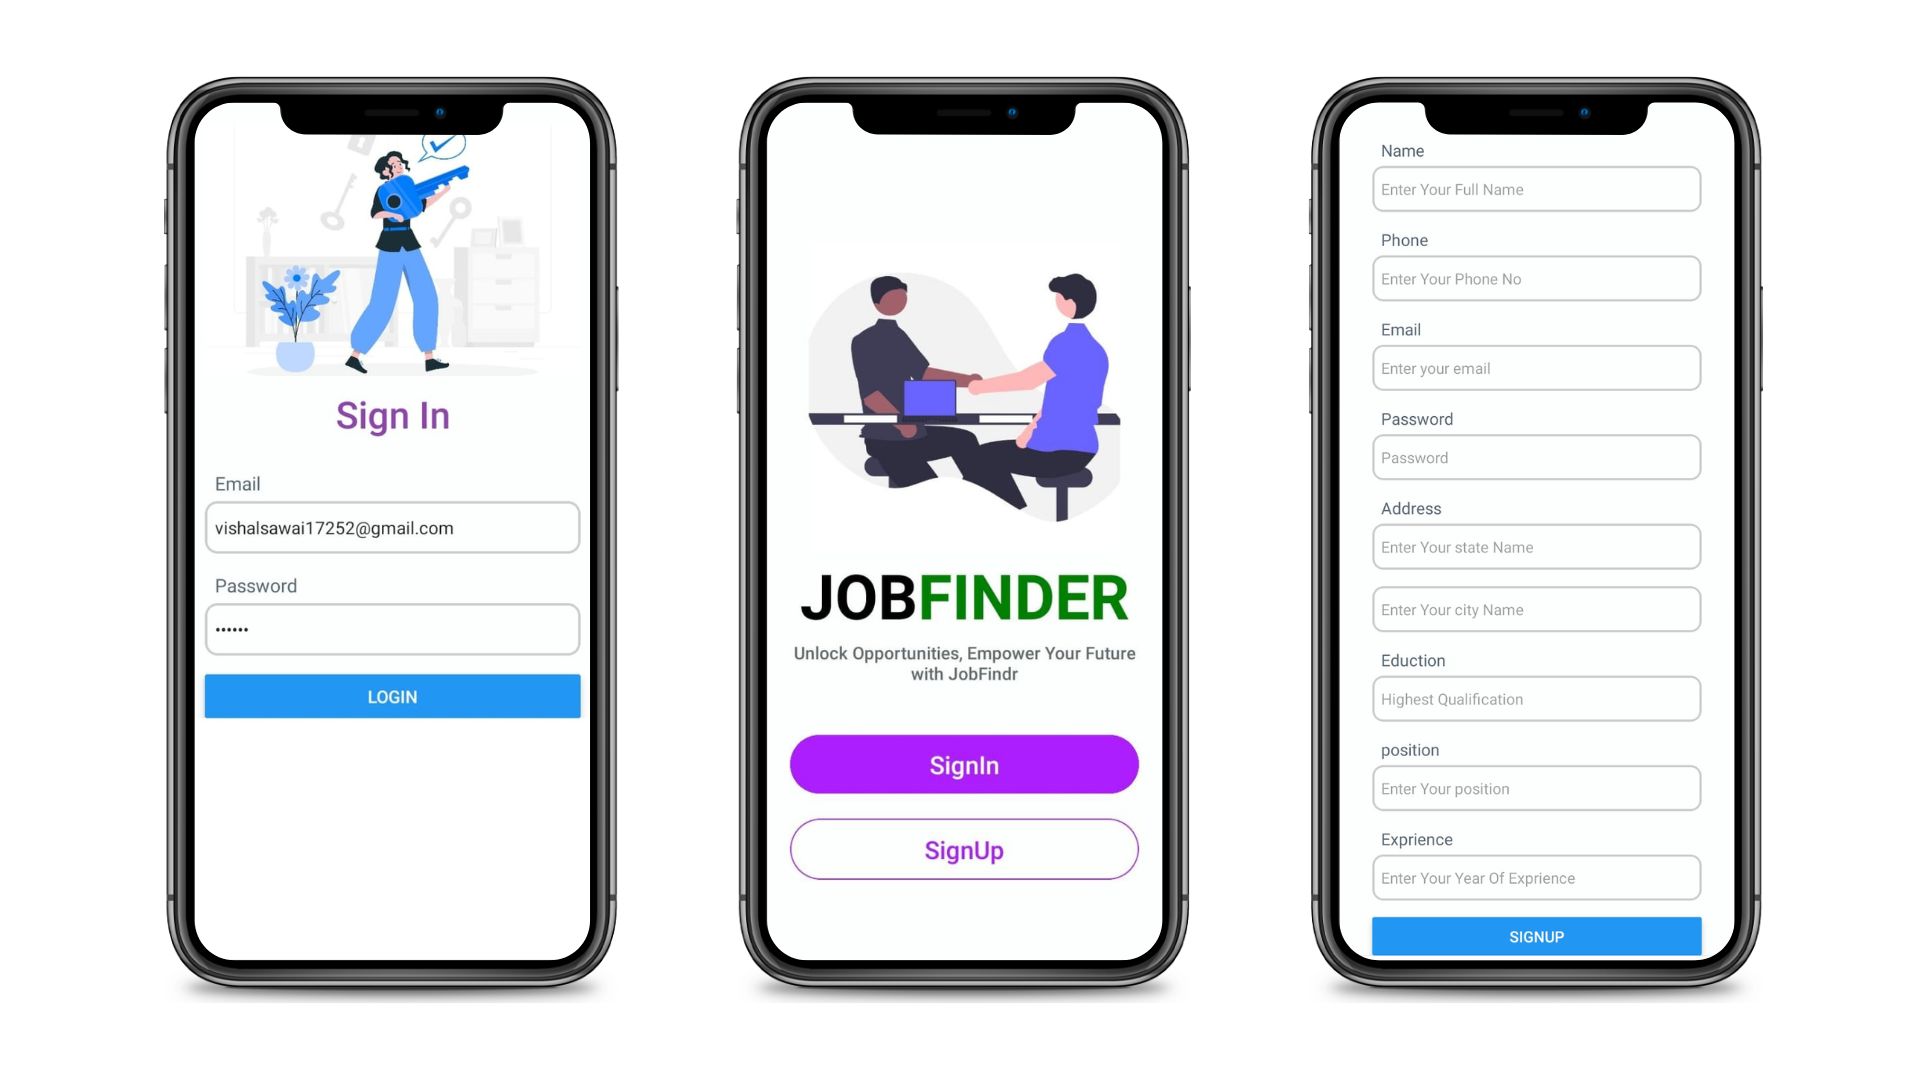 Sign In
Email
vishalsawai17252@gmail.com
Password
••••••
LOGIN
JOBFINDER
Unlock Opportunities, Empower Your Future
with JobFindr
SignIn
SignUp
Name
Enter Your Full Name
Phone
Enter Your Phone No
Email
Enter your email
Password
Password
Address
Enter Your state Name
Enter Your city Name
Eduction
Highest Qualification
position
Enter Your position
Exprience
Enter Your Year Of Exprience
SIGNUP